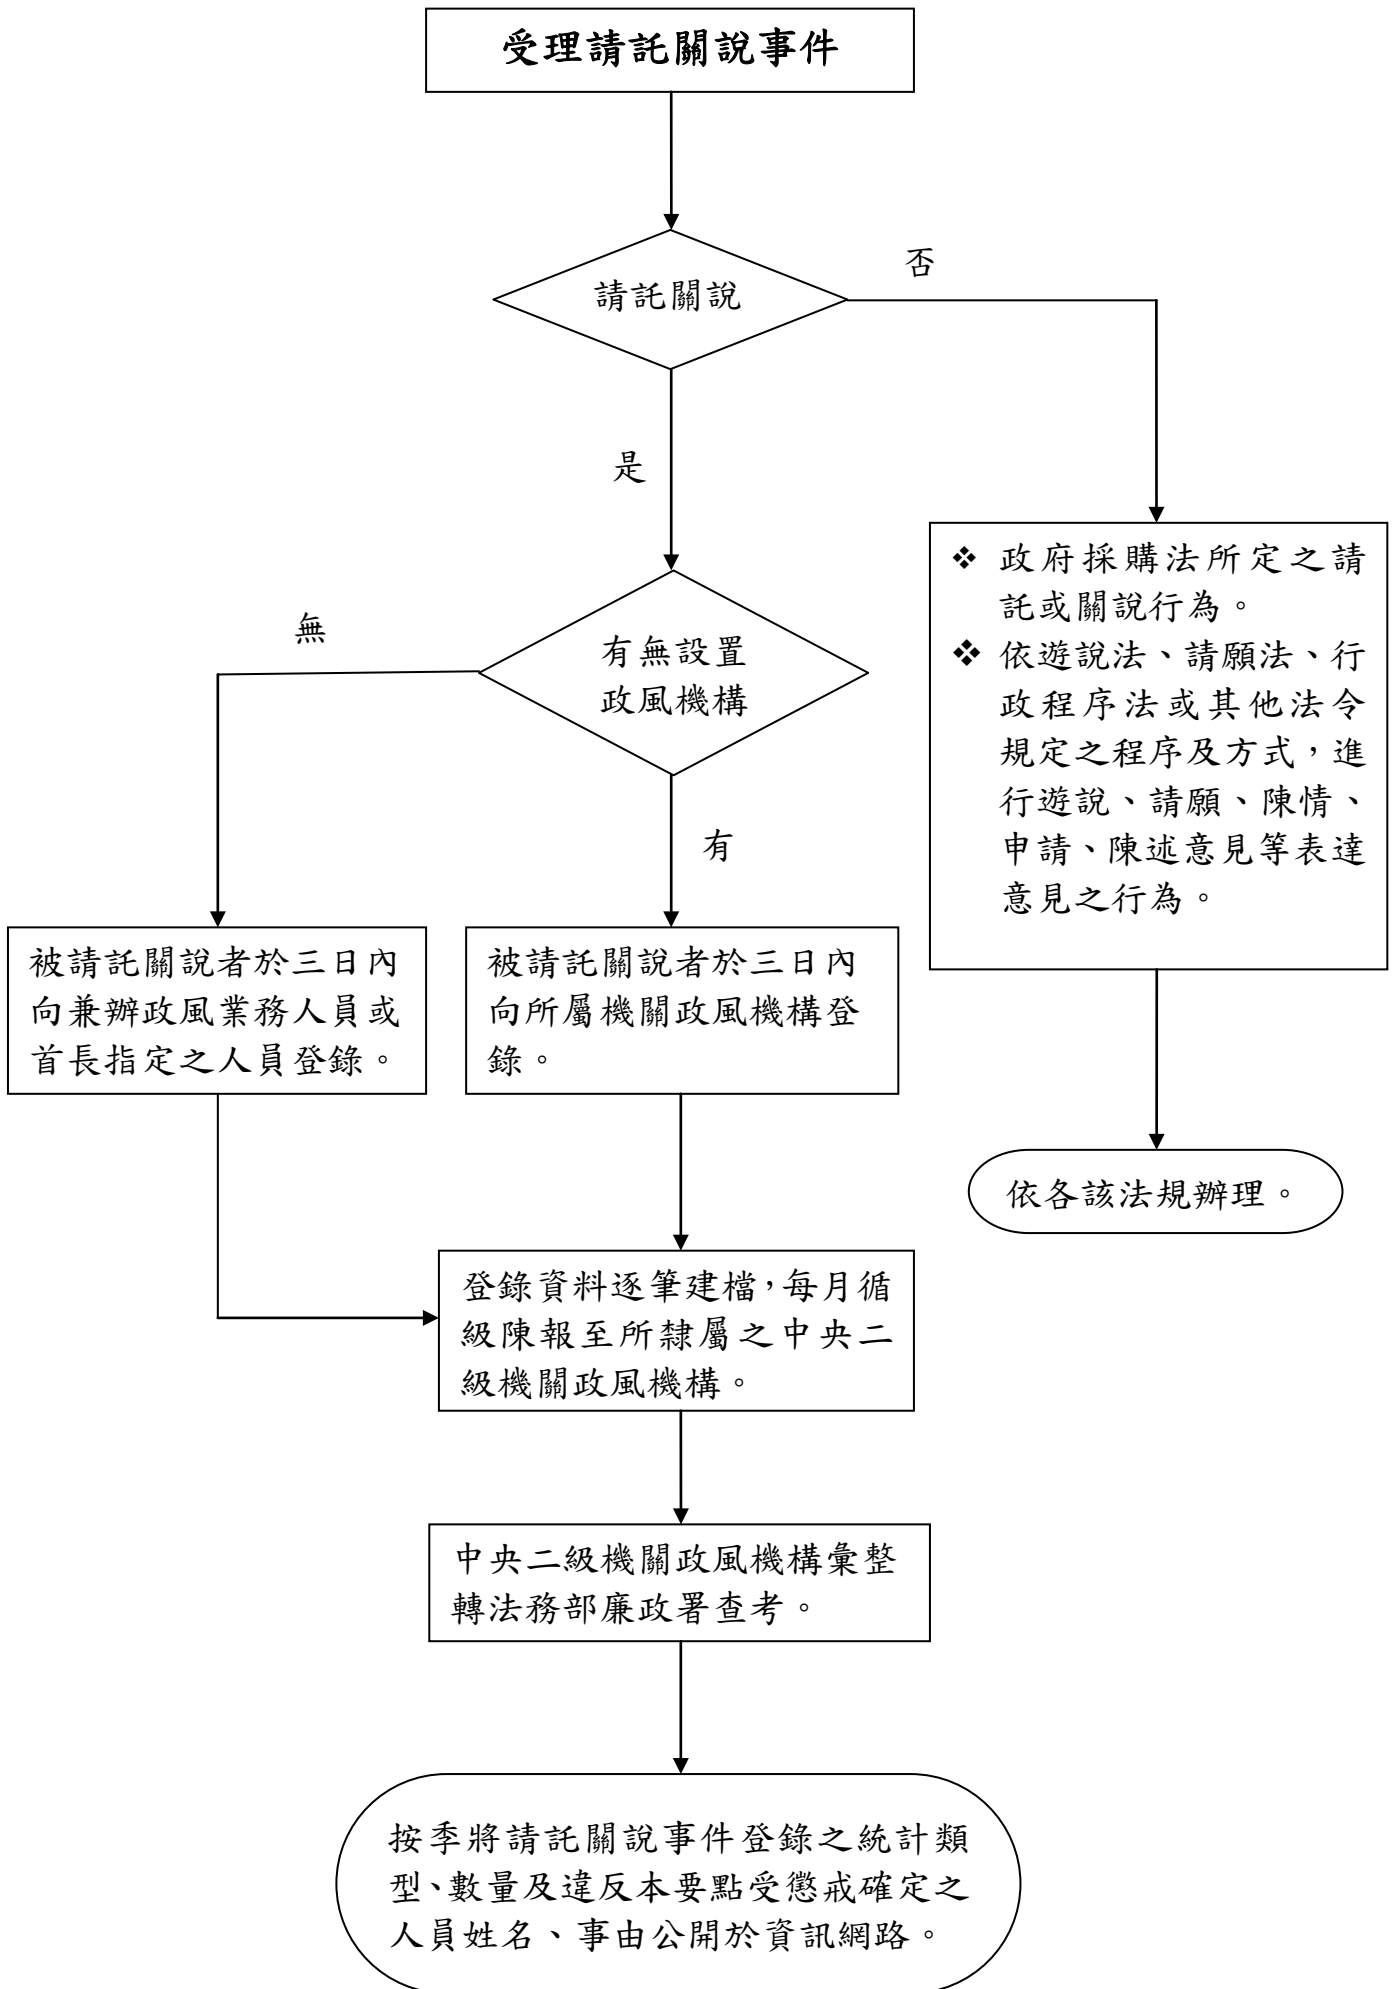 受理請託關說事件
請託關說
否
是
有無設置
政風機構
無
有
❖ 政府採購法所定之請
託或關說行為。
❖ 依遊說法、請願法、行
政程序法或其他法令
規定之程序及方式，進
行遊說、請願、陳情、
申請、陳述意見等表達
意見之行為。
被請託關說者於三日內
向兼辦政風業務人員或
首長指定之人員登錄。
被請託關說者於三日內
向所屬機關政風機構登
錄。
依各該法規辦理。
登錄資料逐筆建檔，每月循
級陳報至所隸屬之中央二
級機關政風機構。
中央二級機關政風機構彙整
轉法務部廉政署查考。
按季將請託關說事件登錄之統計類
型、數量及違反本要點受懲戒確定之
人員姓名、事由公開於資訊網路。